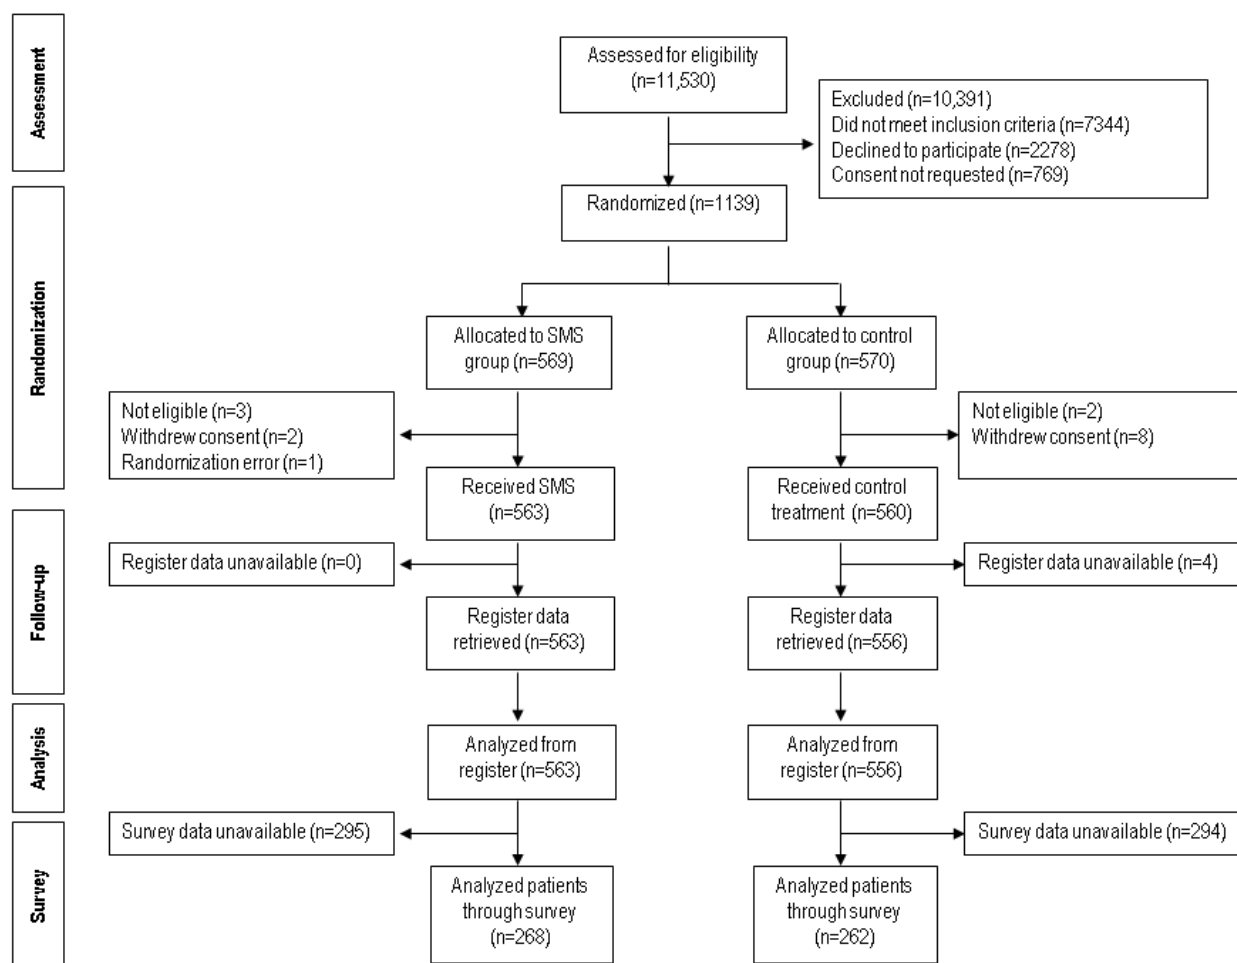 Assessment
Assessed for eligibility
(n=11,530)
Excluded (n=10,391)
Did not meet inclusion criteria (n=7344)
Declined to participate (n=2278)
Consent not requested (n=769)
Randomization
Randomized (n=1139)
Allocated to SMS
group (n=569)
Allocated to control
group (n=570)
Not eligible (n=3)
Withdrew consent (n=2)
Randomization error (n=1)
Not eligible (n=2)
Withdrew consent (n=8)
Received SMS
(n=563)
Received control
treatment (n=560)
Follow-up
Register data unavailable (n=0)
Register data unavailable (n=4)
Register data
retrieved (n=563)
Register data
retrieved (n=556)
Analysis
Analyzed from
register (n=563)
Analyzed from
register (n=556)
Survey
Survey data unavailable (n=295)
Survey data unavailable (n=294)
Analyzed patients
through survey
(n=268)
Analyzed patients
through survey
(n=262)